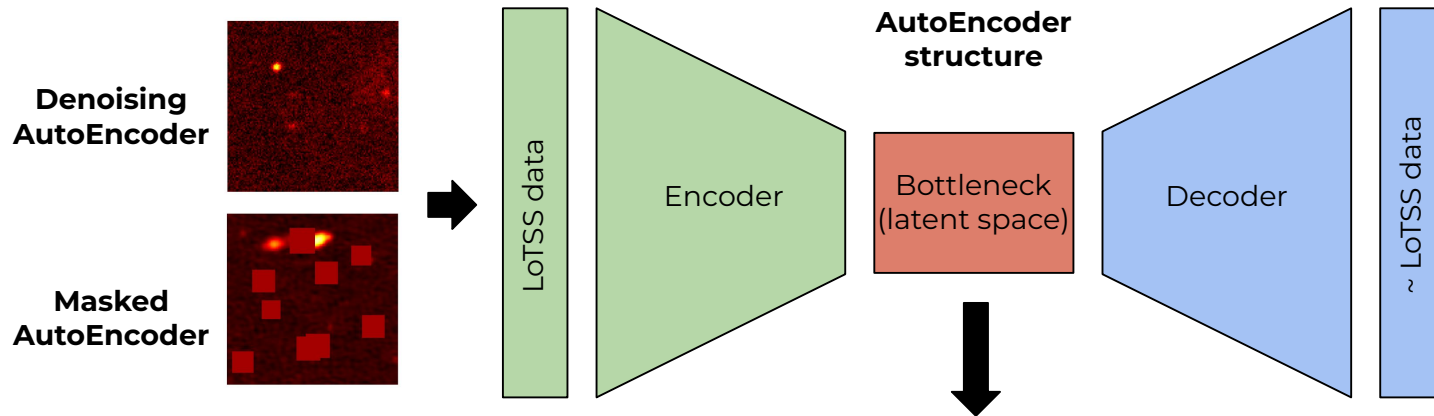 Denoising
AutoEncoder
Masked
AutoEncoder
LoTSS data
Encoder
AutoEncoder
structure
Bottleneck
(latent space)
Decoder
~ LoTSS data